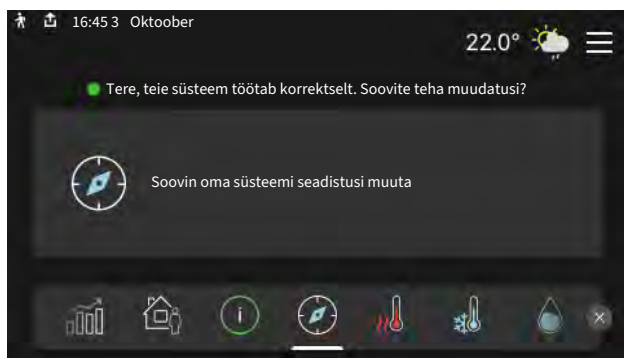 16:45 3 Oktoober
22.0°
Tere, teie süsteem töötab korrektselt. Soovite teha muudatusi?
Soovin oma süsteemi seadistusi muuta
i